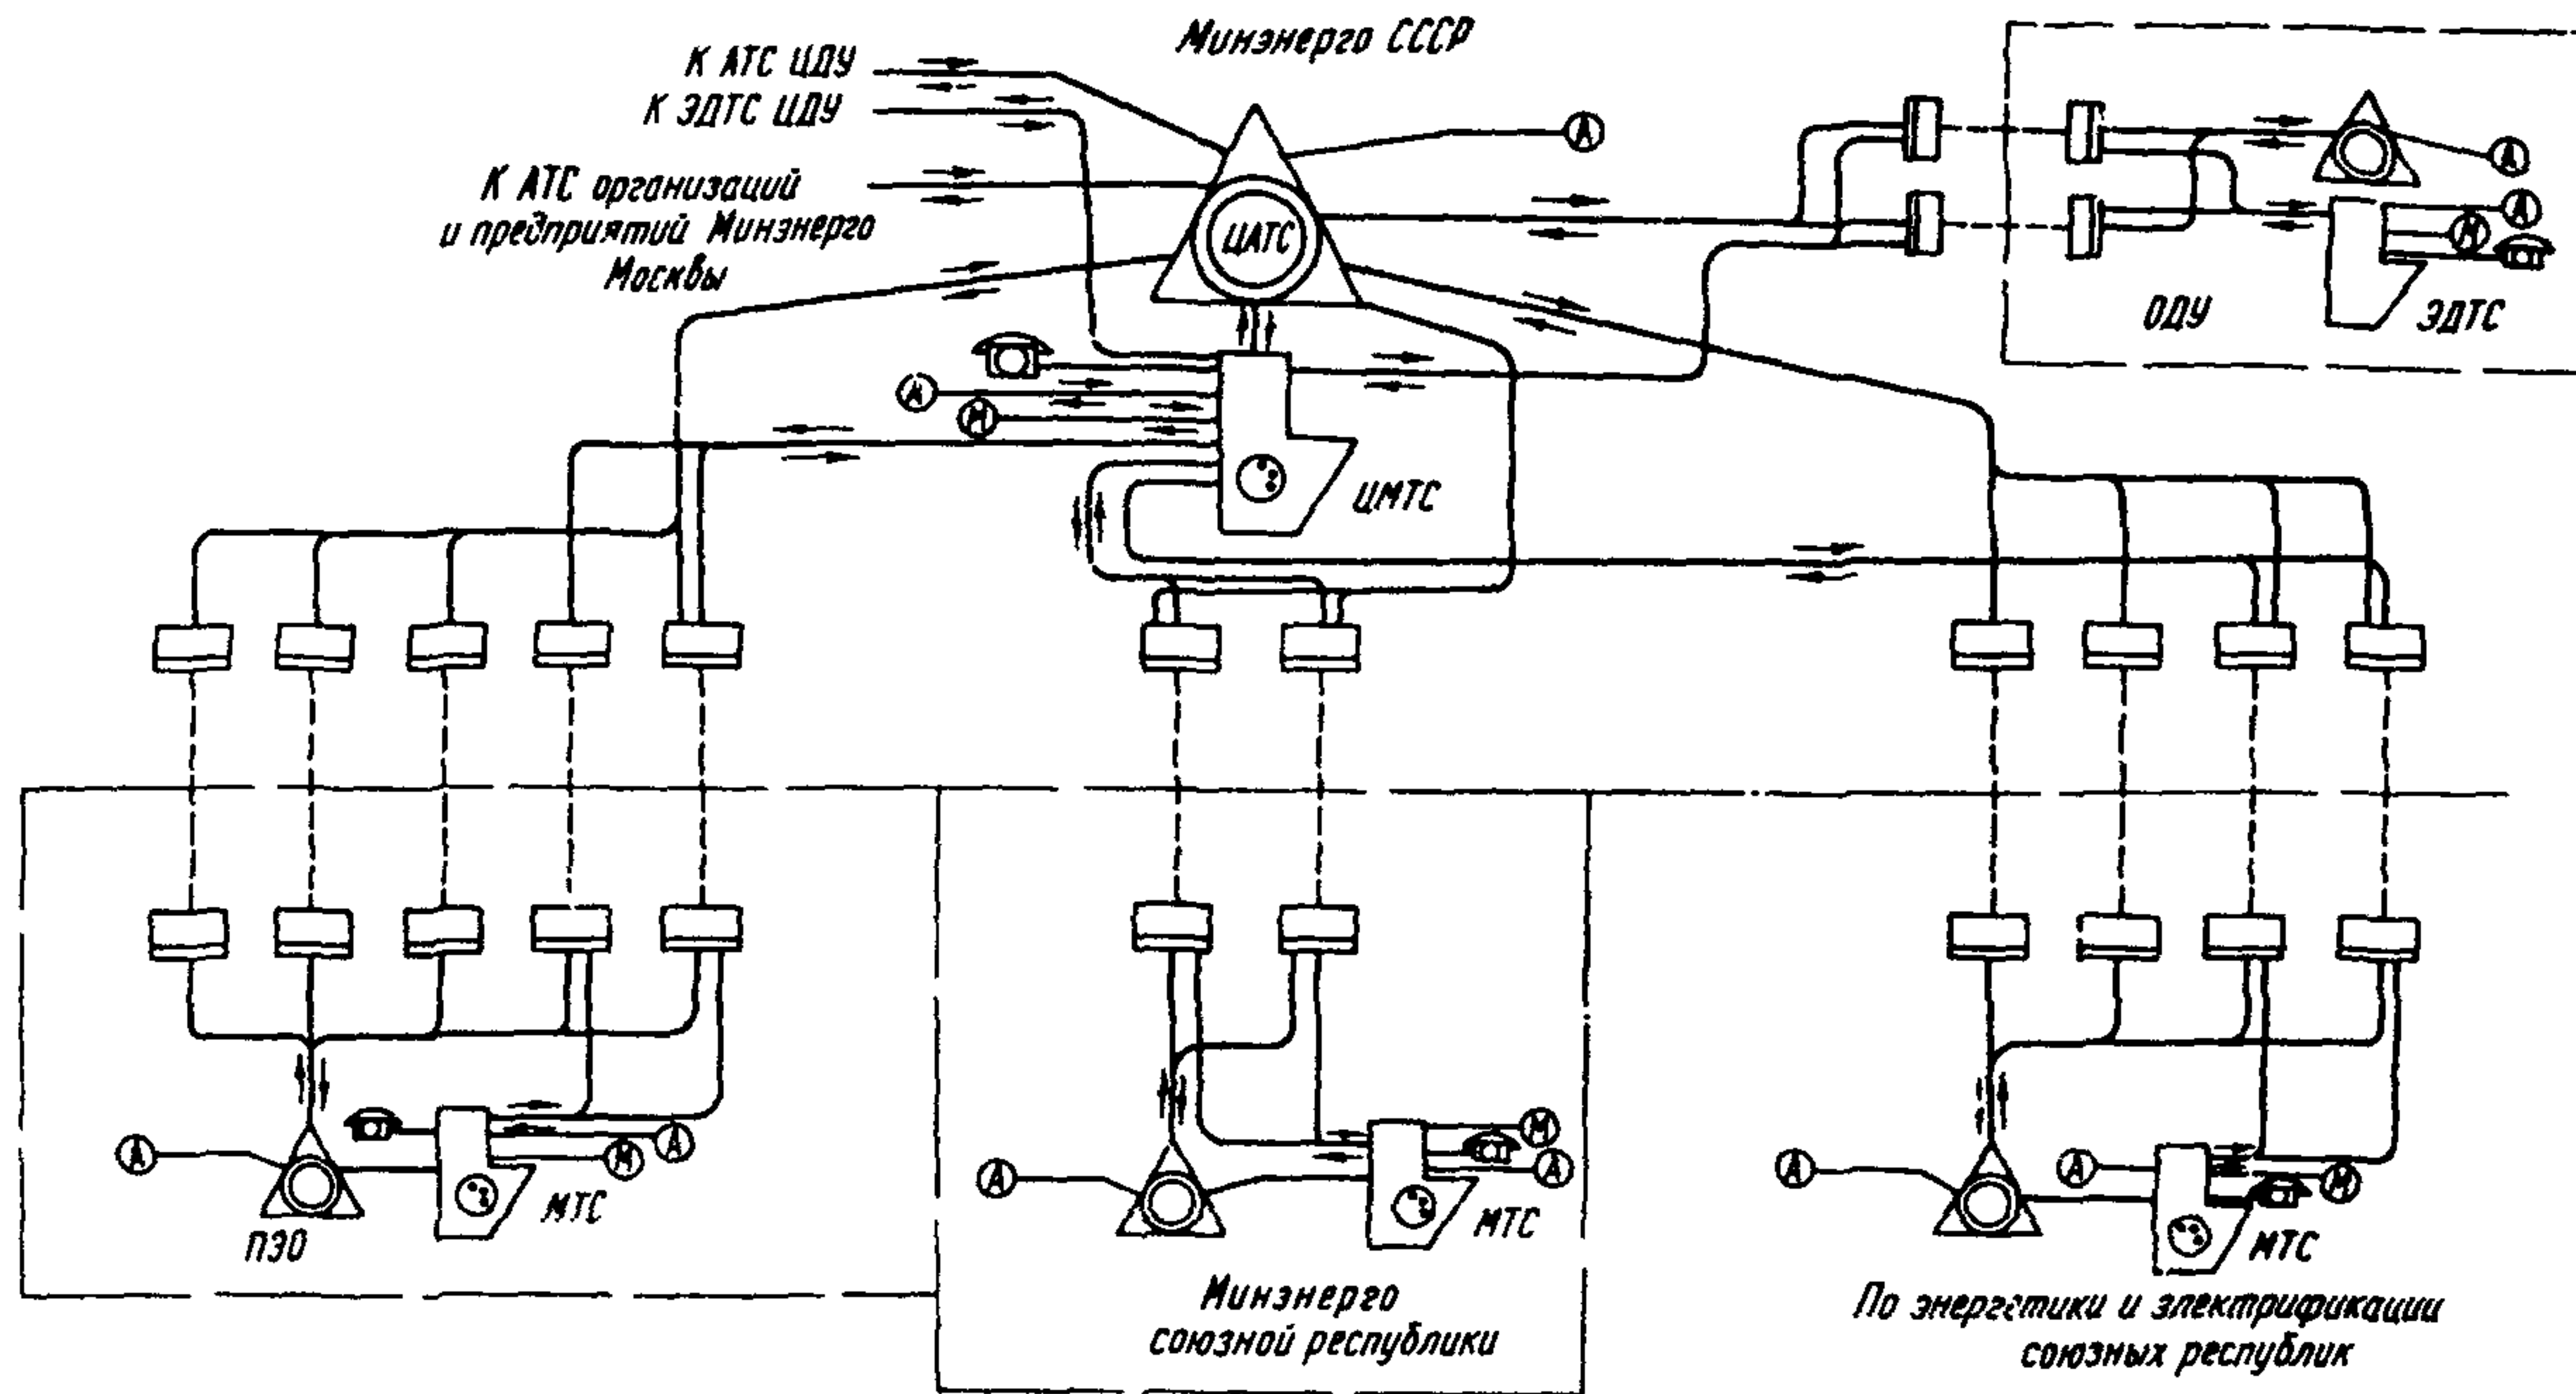 Минэнерго СССР
К АТС ЦДУ
К ЭДТС ЦДУ
К АТС организаций
и предприятий Минэнерго
Москвы
ЦАТС
А
А
А
М
ОДУ
ЭДТС
А
М
ЦМТС
А
М
А
ПЭО
МТС
А
М
А
МТС
Минэнерго
союзной республики
А
А
М
МТС
По энергетики и электрификации
союзных республик